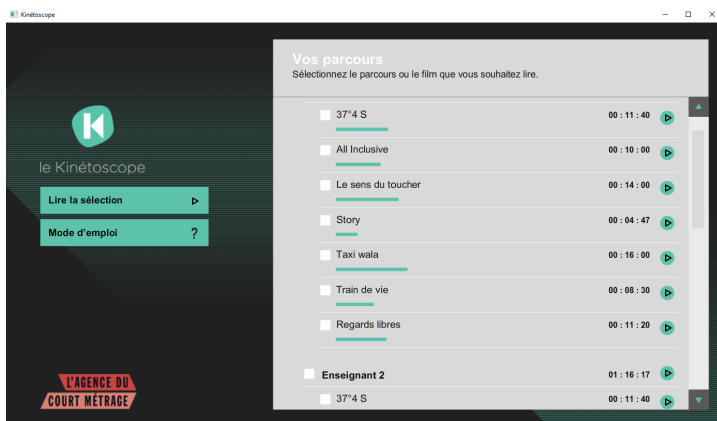 Kinétoscope
Vos parcours
Sélectionnez le parcours ou le film que vous souhaitez lire.
37°4 S 00 : 11 : 40
All Inclusive 00 : 10 : 00
Le sens du toucher 00 : 14 : 00
Story 00 : 04 : 47
Taxi wala 00 : 16 : 00
Train de vie 00 : 08 : 30
Regards libres 00 : 11 : 20
Enseignant 2 01 : 16 : 17
37°4 S 00 : 11 : 40
K
le Kinétoscope
Lire la sélection
Mode d'emploi ?
L'AGENCE DU
COURT MÉTRAGE